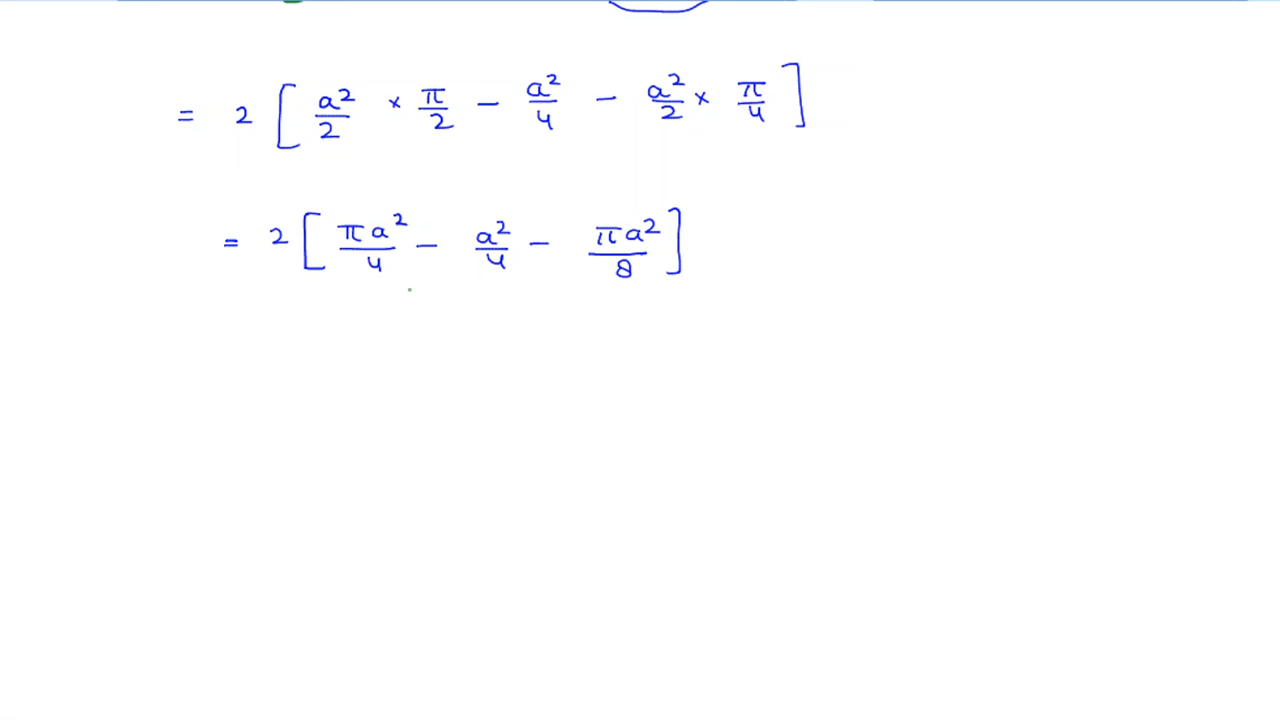 = 2 [ a²/2 × π/2 − a²/4 − a²/2 × π/4 ]
= 2 [ πa²/4 − a²/4 − πa²/8 ]